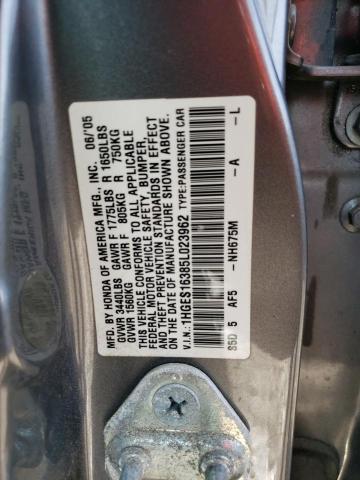 MFD. BY HONDA OF AMERICA MFG., INC. 06/'05
GVWR 3440LBS GAWR F 1775LBS R 1650LBS
GVWR 1560KG GAWR F 805KG R 750KG
THIS VEHICLE CONFORMS TO ALL APPLICABLE
FEDERAL MOTOR VEHICLE SAFETY, BUMPER,
AND THEFT PREVENTION STANDARDS IN EFFECT
ON THE DATE OF MANUFACTURE SHOWN ABOVE.
V.I.N.:1HGES16385L023962 TYPE:PASSENGER CAR
S5D 5 AF5 -NH675M -A -L